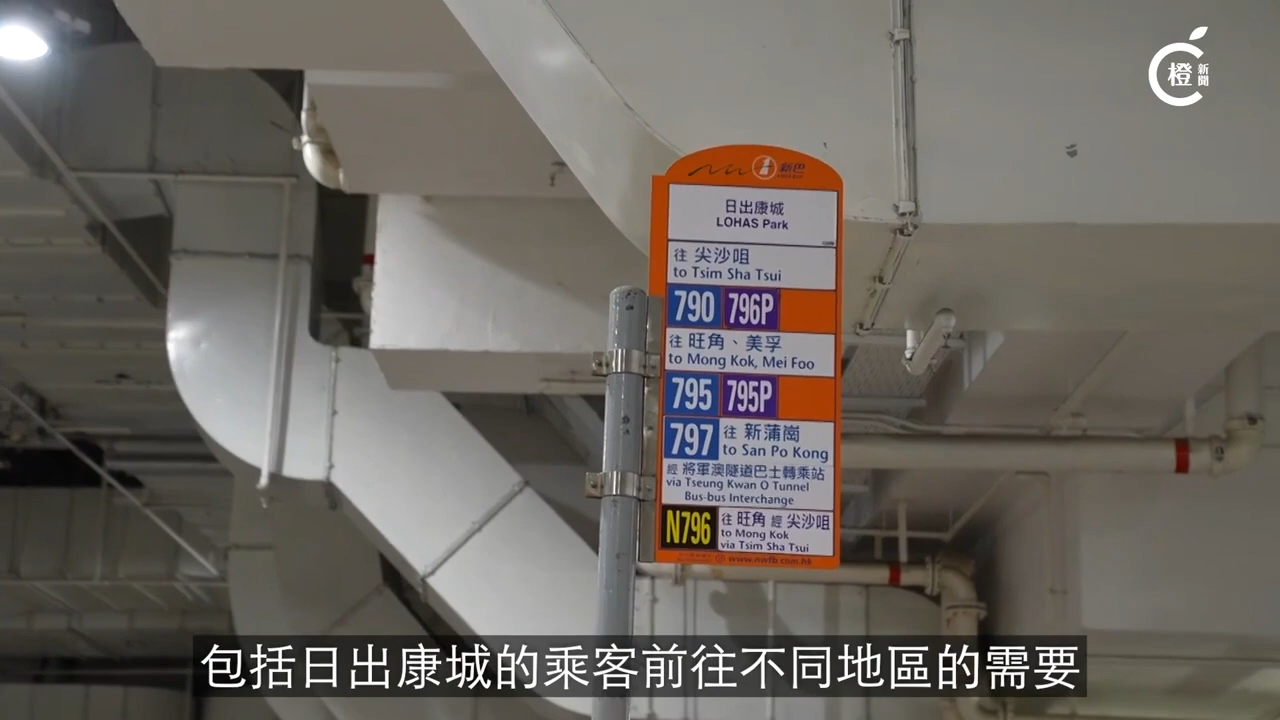 橙 新聞
新巴
日出康城
LOHAS Park
往 尖沙咀
to Tsim Sha Tsui
790 796P
往 旺角、美孚
to Mong Kok, Mei Foo
795 795P
797 往 新蒲崗
to San Po Kong
經 將軍澳隧道巴士轉乘站
via Tseung Kwan O Tunnel
Bus-bus Interchange
N796 往 旺角 經 尖沙咀
to Mong Kok
via Tsim Sha Tsui
www.nwfb.com.hk
包括日出康城的乘客前往不同地區的需要